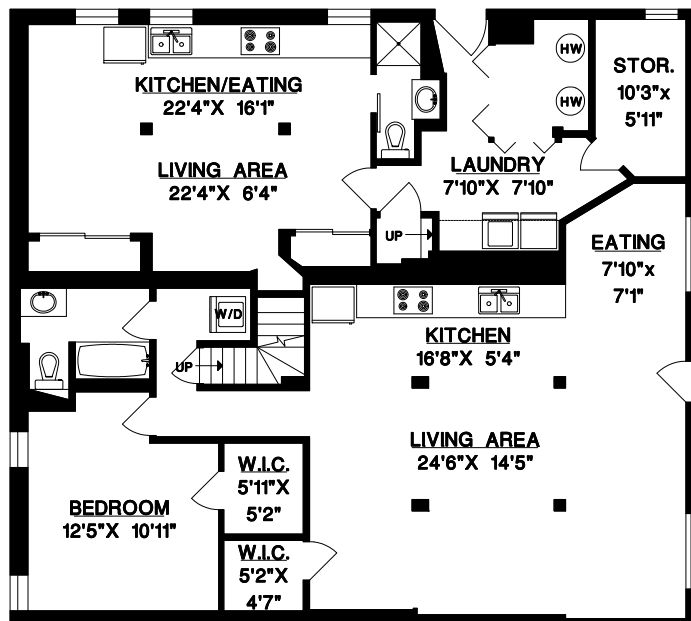 KITCHEN/EATING
22'4"X 16'1"
LIVING AREA
22'4"X 6'4"
HW
HW
STOR.
10'3"x
5'11"
LAUNDRY
7'10"X 7'10"
UP
EATING
7'10"x
7'1"
W/D
UP
KITCHEN
16'8"X 5'4"
LIVING AREA
24'6"X 14'5"
BEDROOM
12'5"X 10'11"
W.I.C.
5'11"X
5'2"
W.I.C.
5'2"X
4'7"